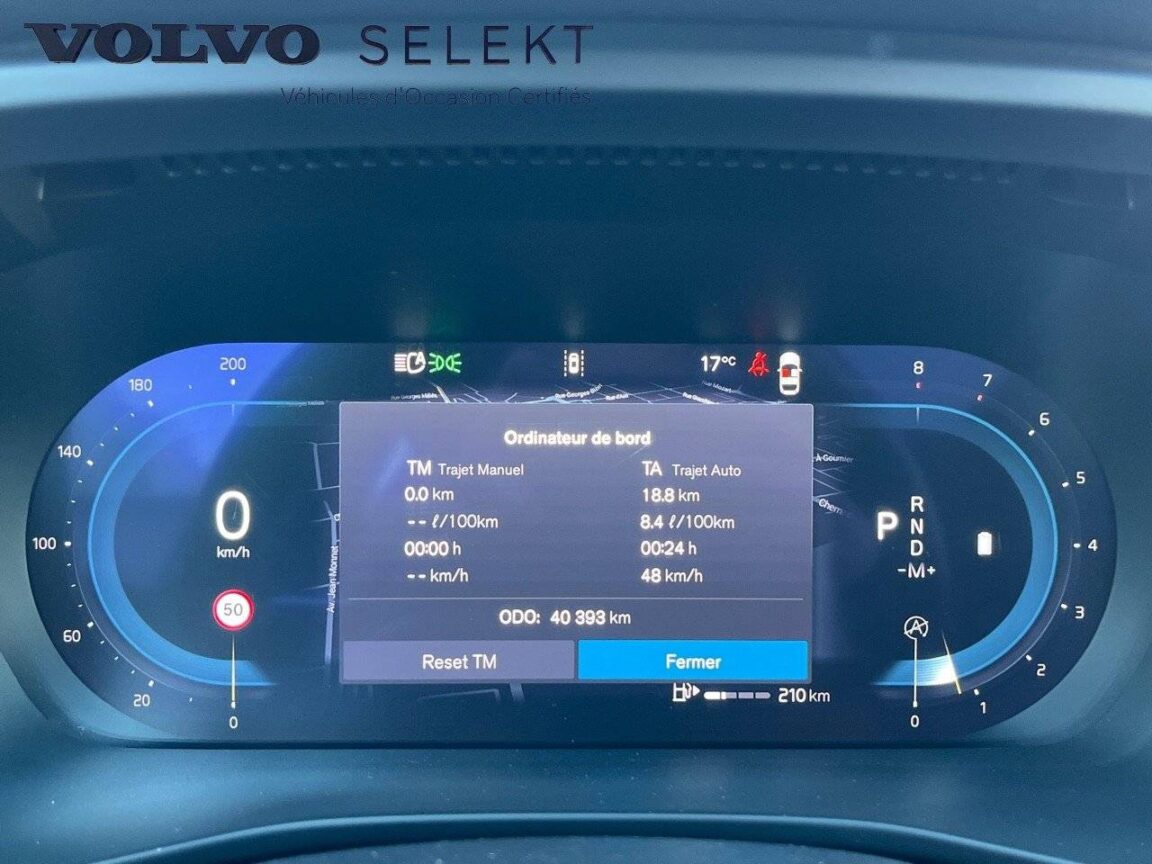 VOLVO SELEKT
Véhicules d'Occasion Certifiés
200
180
140
100
60
20
0
A
17°C
8
7
6
5
4
3
2
1
0
0
km/h
50
Av. Jean Monnet
Ordinateur de bord
TM Trajet Manuel
TA Trajet Auto
0.0 km
18.8 km
-- ℓ/100km
8.4 ℓ/100km
00:00 h
00:24 h
-- km/h
48 km/h
ODO: 40 393 km
Reset TM
Fermer
P
R
N
D
-M+
A
210 km